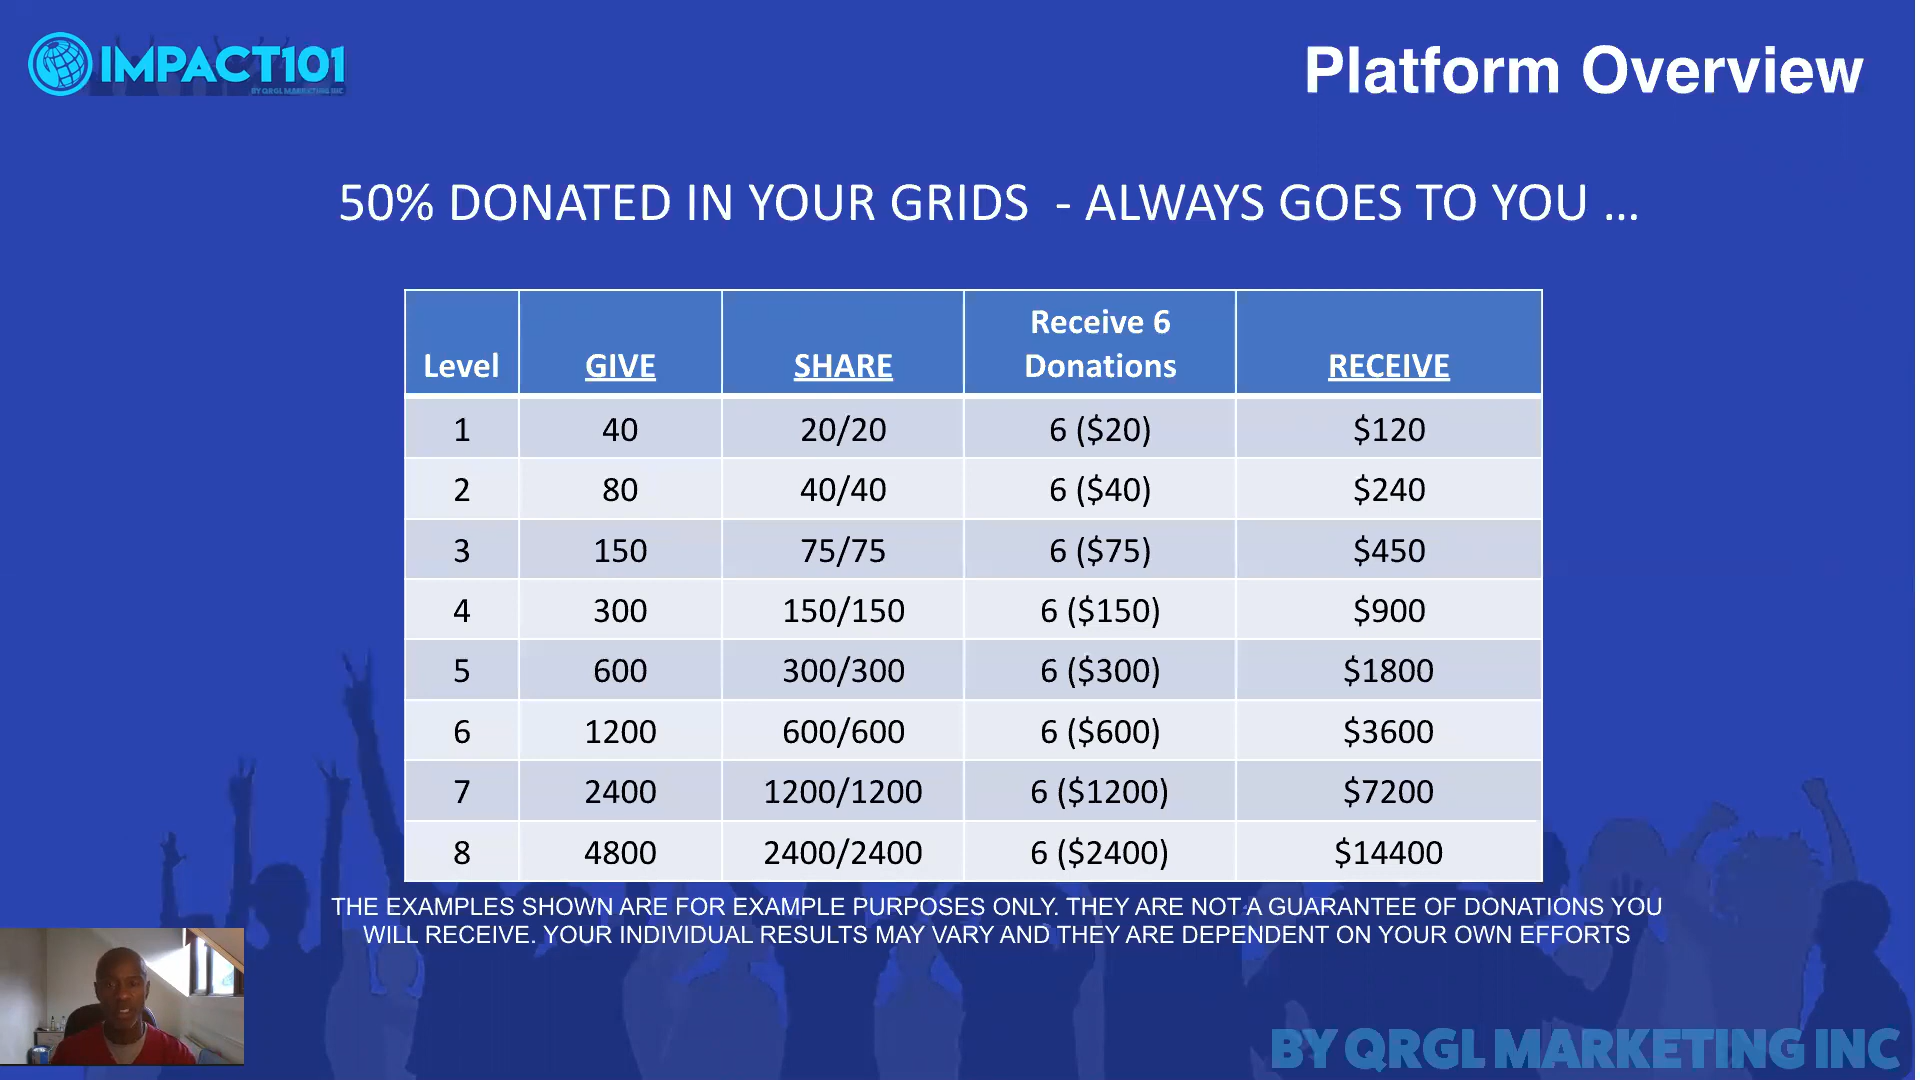 IMPACT101
BY QRGL MARKETING INC
Platform Overview
50% DONATED IN YOUR GRIDS - ALWAYS GOES TO YOU ...
Level GIVE SHARE Receive 6 Donations RECEIVE
1 40 20/20 6 ($20) $120
2 80 40/40 6 ($40) $240
3 150 75/75 6 ($75) $450
4 300 150/150 6 ($150) $900
5 600 300/300 6 ($300) $1800
6 1200 600/600 6 ($600) $3600
7 2400 1200/1200 6 ($1200) $7200
8 4800 2400/2400 6 ($2400) $14400
THE EXAMPLES SHOWN ARE FOR EXAMPLE PURPOSES ONLY. THEY ARE NOT A GUARANTEE OF DONATIONS YOU
WILL RECEIVE. YOUR INDIVIDUAL RESULTS MAY VARY AND THEY ARE DEPENDENT ON YOUR OWN EFFORTS
BY QRGL MARKETING INC